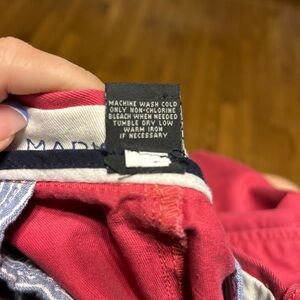 MACHINE WASH COLD
ONLY NON-CHLORINE
BLEACH WHEN NEEDED
TUMBLE DRY LOW
WARM IRON
IF NECESSARY